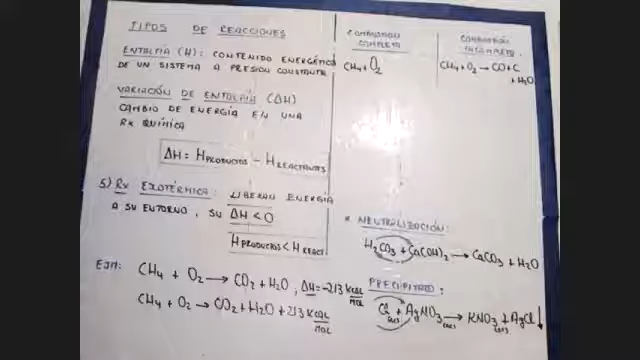 TIPOS DE REACCIONES
ENTALPÍA (H): CONTENIDO ENERGÉTICO
DE UN SISTEMA A PRESIÓN CONSTANTE
VARIACIÓN DE ENTALPÍA (ΔH)
CAMBIO DE ENERGÍA EN UNA
RX QUÍMICA
ΔH = HPRODUCTOS - HREACTANTES
5) RX EXOTÉRMICA: LIBERAN ENERGÍA
A SU ENTORNO, SU ΔH < 0
HPRODUCTOS < HREACT
EJM: CH₄ + O₂ → CO₂ + H₂O, ΔH = -213 KCAL/MOL
CH₄ + O₂ → CO₂ + H₂O + 213 KCAL/MOL
COMBUSTIÓN
COMPLETA
CH₄ + O₂
COMBUSTIÓN
INCOMPLETA
CH₄ + O₂ → CO + C
+ H₂O
* NEUTRALIZACIÓN:
H₂CO₃ + Ca(OH)₂ → CaCO₃ + H₂O
PRECIPITADO:
+ AgNO₃ → KNO₃ + AgCl↓